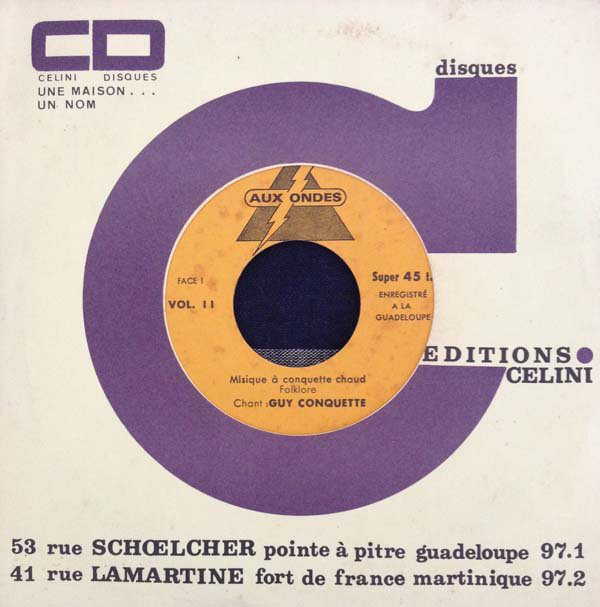 CD
CELINI DISQUES
UNE MAISON...
UN NOM
disques
AUX ONDES
FACE 1
VOL. 11
Super 45 t.
ENREGISTRÉ
A LA
GUADELOUPE
Misique à conquette chaud
Folklore
Chant : GUY CONQUETTE
EDITIONS
CELINI
53 rue SCHŒLCHER pointe à pitre guadeloupe 97.1
41 rue LAMARTINE fort de france martinique 97.2